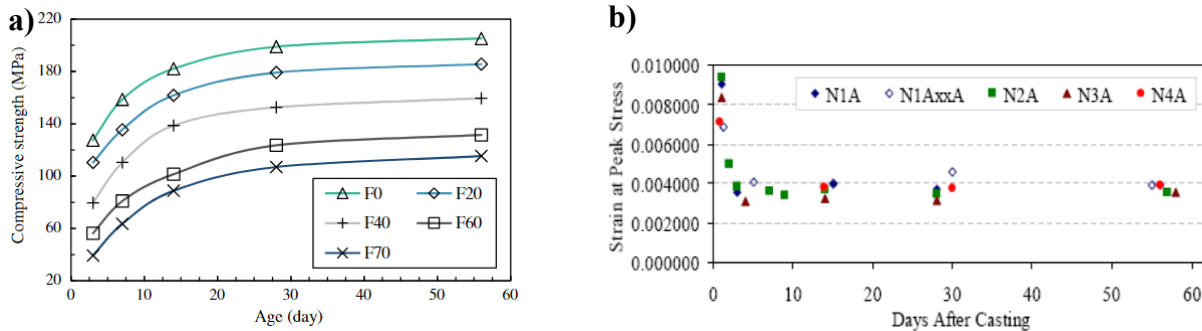 a)
220
180
140
100
60
20
Compressive strength (MPa)
F0
F20
F40
F60
F70
0
10
20
30
40
50
60
Age (day)
b)
0.010000
0.008000
0.006000
0.004000
0.002000
0.000000
Strain at Peak Stress
N1A
N1AxxA
N2A
N3A
N4A
0
10
20
30
40
50
60
Days After Casting